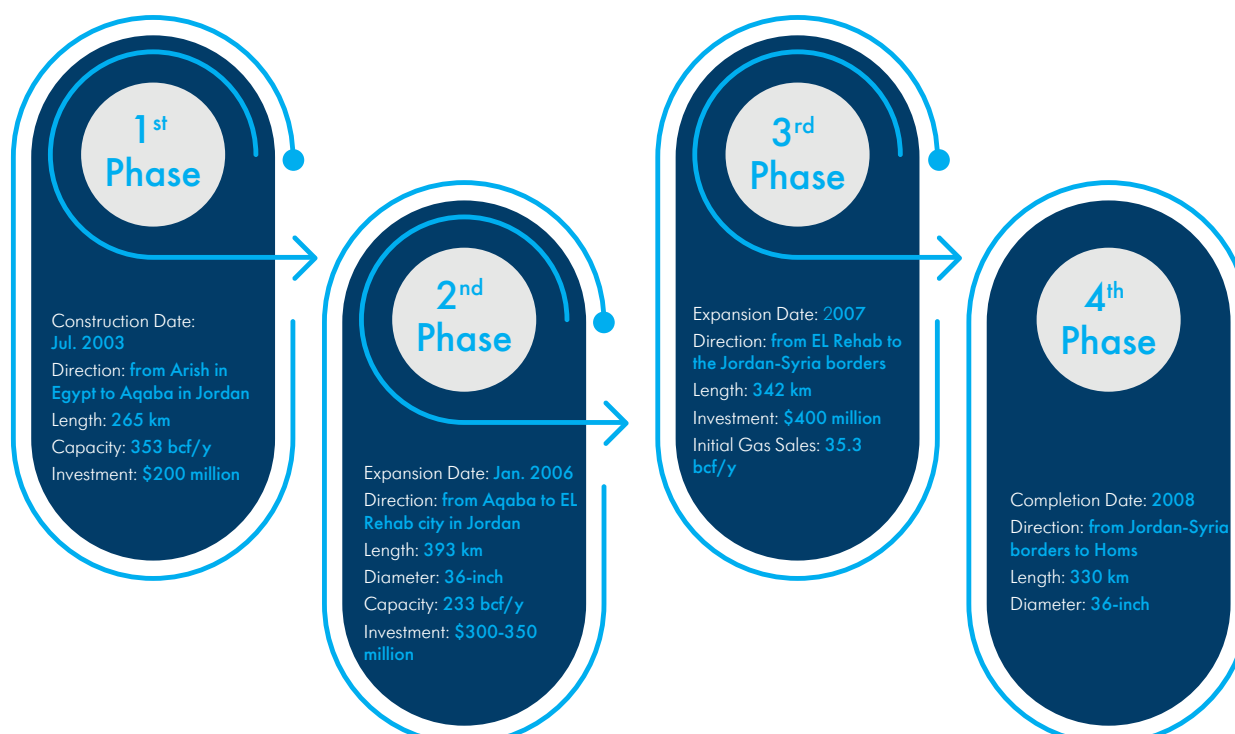 1st
Phase
Construction Date:
Jul. 2003
Direction: from Arish in
Egypt to Aqaba in Jordan
Length: 265 km
Capacity: 353 bcf/y
Investment: $200 million
2nd
Phase
Expansion Date: Jan. 2006
Direction: from Aqaba to EL
Rehab city in Jordan
Length: 393 km
Diameter: 36-inch
Capacity: 233 bcf/y
Investment: $300-350
million
3rd
Phase
Expansion Date: 2007
Direction: from EL Rehab to
the Jordan-Syria borders
Length: 342 km
Investment: $400 million
Initial Gas Sales: 35.3
bcf/y
4th
Phase
Completion Date: 2008
Direction: from Jordan-Syria
borders to Homs
Length: 330 km
Diameter: 36-inch